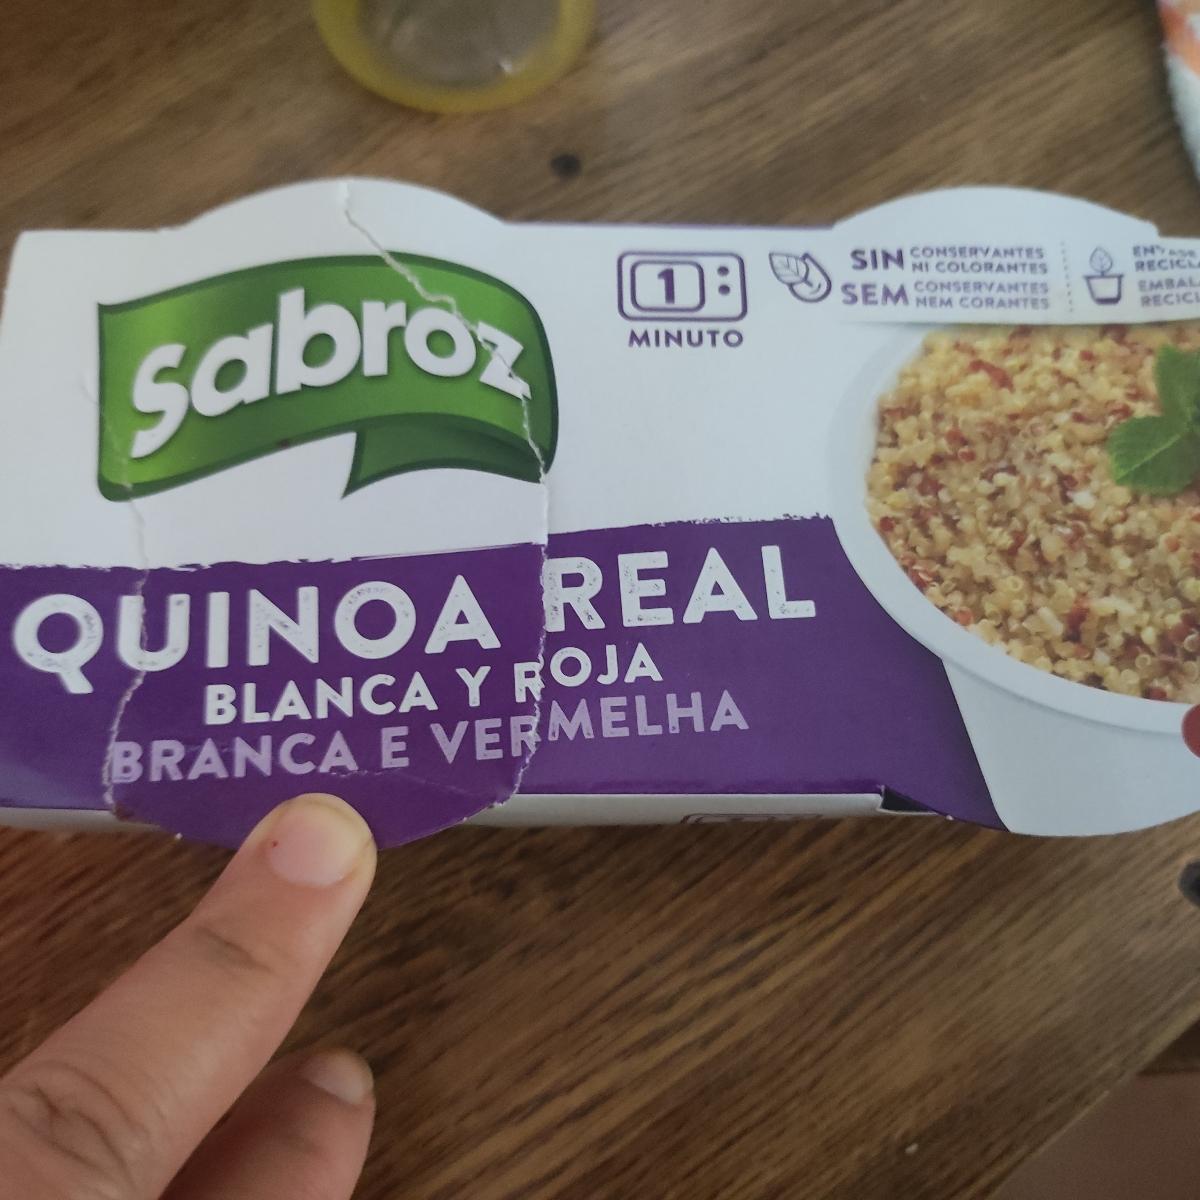 Sabroz
1
MINUTO
SIN CONSERVANTES
NI COLORANTES
SEM CONSERVANTES
NEM CORANTES
QUINOA REAL
BLANCA Y ROJA
BRANCA E VERMELHA